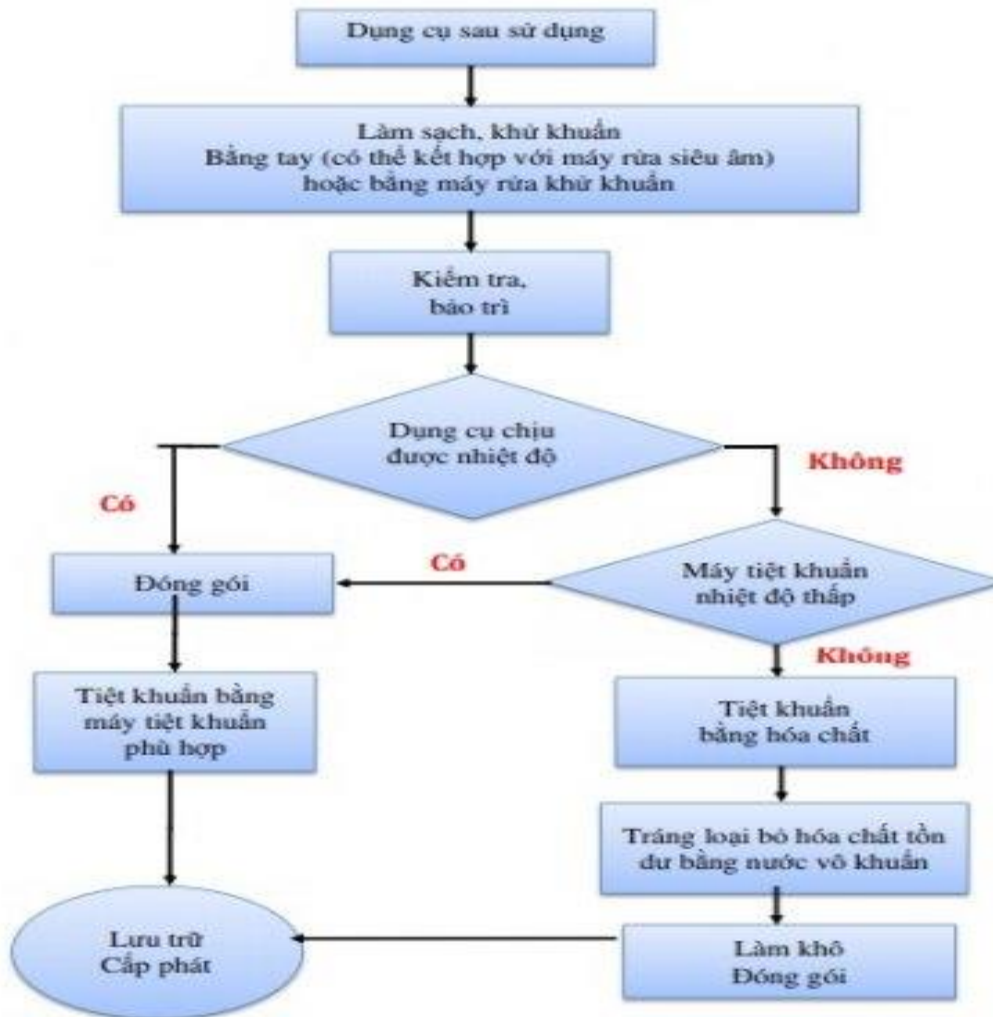 Dụng cụ sau sử dụng
Làm sạch, khử khuẩn
Bằng tay (có thể kết hợp với máy rửa siêu âm)
hoặc bằng máy rửa khử khuẩn
Kiểm tra,
bảo trì
Dụng cụ chịu
được nhiệt độ
Không
Có
Đóng gói
Có
Máy tiệt khuẩn
nhiệt độ thấp
Không
Tiệt khuẩn bằng
máy tiệt khuẩn
phù hợp
Tiệt khuẩn
bằng hóa chất
Tráng loại bỏ hóa chất tồn
dư bằng nước vô khuẩn
Lưu trữ
Cấp phát
Làm khô
Đóng gói